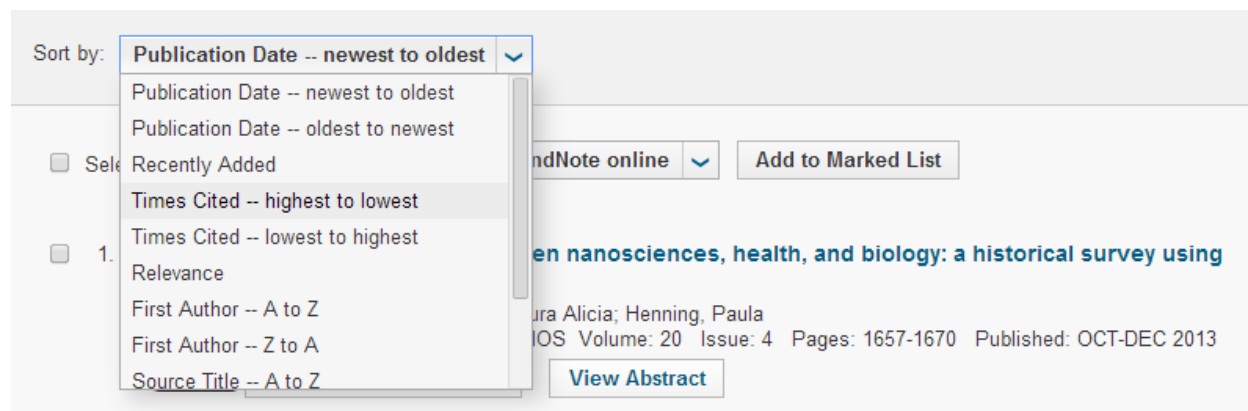 Sort by: Publication Date -- newest to oldest
Publication Date -- newest to oldest
Publication Date -- oldest to newest
Recently Added
Times Cited -- highest to lowest
Times Cited -- lowest to highest
Relevance
First Author -- A to Z
First Author -- Z to A
Source Title -- A to Z
Sele ndNote online Add to Marked List
1. en nanosciences, health, and biology: a historical survey using
ura Alicia; Henning, Paula
IOS Volume: 20 Issue: 4 Pages: 1657-1670 Published: OCT-DEC 2013
View Abstract